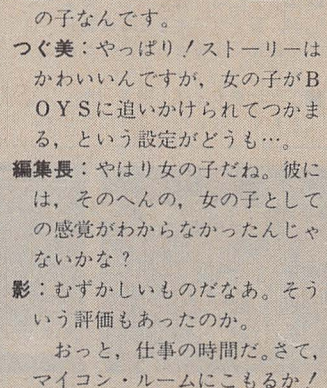 の子なんです。
つぐ美：やっぱり！ストーリーは
かわいいんですが，女の子がB
OYSに追いかけられてつかま
る，という設定がどうも…。
編集長：やはり女の子だね。彼に
は，そのへんの，女の子として
の感覚がわからなかったんじゃ
ないかな？
影：むずかしいものだなあ。そう
いう評価もあったのか。
おっと，仕事の時間だ。さて，
マイコン・ルームにこもるか！